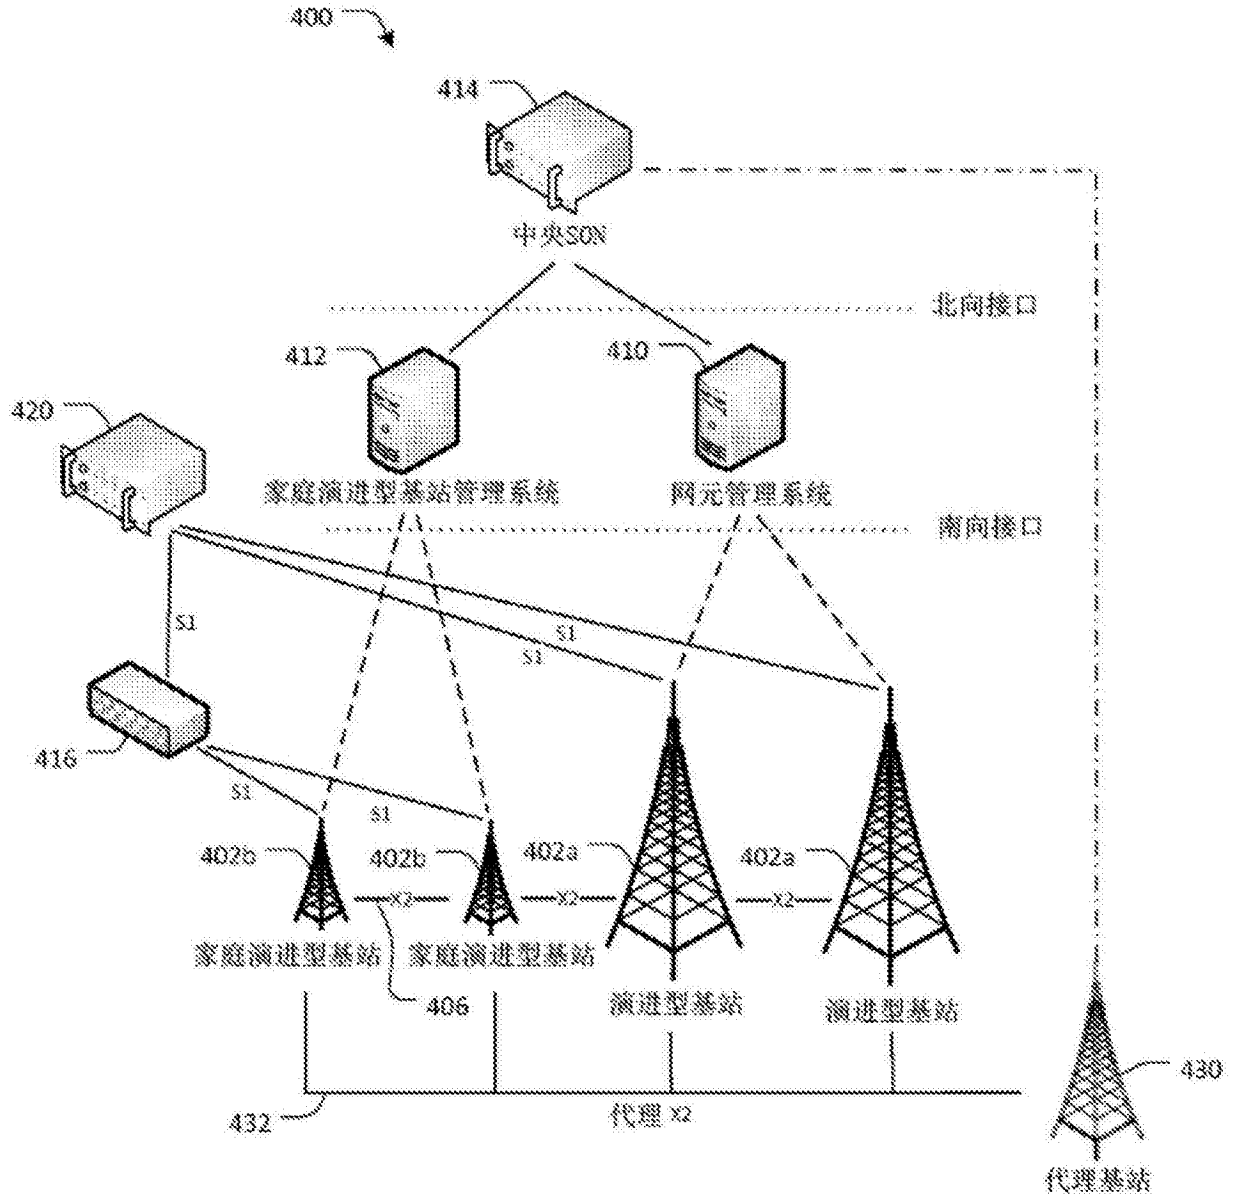 400
414
中央SON
北向接口
412
410
420
家庭演进型基站管理系统
网元管理系统
南向接口
S1
S1
S1
416
S1
S1
402b
402b
402a
402a
X2
X2
X2
家庭演进型基站
家庭演进型基站
406
演进型基站
演进型基站
430
432
代理 X2
代理基站